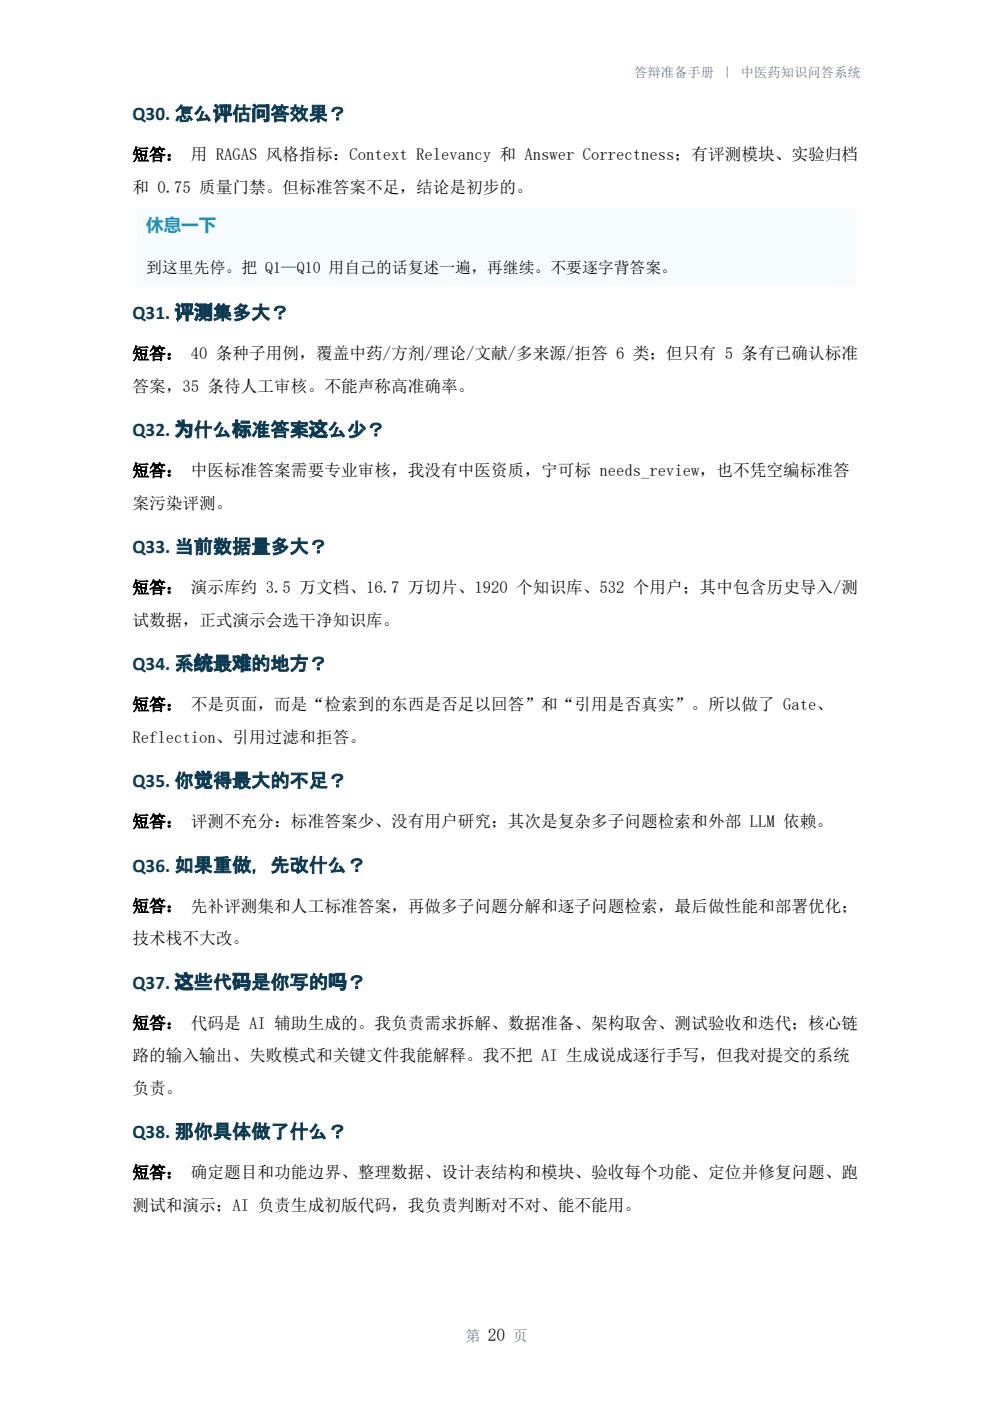 答辩准备手册 | 中医药知识问答系统
Q30. 怎么评估问答效果？
短答： 用 RAGAS 风格指标：Context Relevancy 和 Answer Correctness；有评测模块、实验归档
和 0.75 质量门禁。但标准答案不足，结论是初步的。
休息一下
到这里先停。把 Q1—Q10 用自己的话复述一遍，再继续。不要逐字背答案。
Q31. 评测集多大？
短答： 40 条种子用例，覆盖中药/方剂/理论/文献/多来源/拒答 6 类；但只有 5 条有已确认标准
答案，35 条待人工审核。不能声称高准确率。
Q32. 为什么标准答案这么少？
短答： 中医标准答案需要专业审核，我没有中医资质，宁可标 needs_review，也不凭空编标准答
案污染评测。
Q33. 当前数据量多大？
短答： 演示库约 3.5 万文档、16.7 万切片、1920 个知识库、532 个用户；其中包含历史导入/测
试数据，正式演示会选干净知识库。
Q34. 系统最难的地方？
短答： 不是页面，而是“检索到的东西是否足以回答”和“引用是否真实”。所以做了 Gate、
Reflection、引用过滤和拒答。
Q35. 你觉得最大的不足？
短答： 评测不充分：标准答案少、没有用户研究；其次是复杂多子问题检索和外部 LLM 依赖。
Q36. 如果重做，先改什么？
短答： 先补评测集和人工标准答案，再做多子问题分解和逐子问题检索，最后做性能和部署优化；
技术栈不大改。
Q37. 这些代码是你写的吗？
短答： 代码是 AI 辅助生成的。我负责需求拆解、数据准备、架构取舍、测试验收和迭代；核心链
路的输入输出、失败模式和关键文件我能解释。我不把 AI 生成说成逐行手写，但我对提交的系统
负责。
Q38. 那你具体做了什么？
短答： 确定题目和功能边界、整理数据、设计表结构和模块、验收每个功能、定位并修复问题、跑
测试和演示；AI 负责生成初版代码，我负责判断对不对、能不能用。
第 20 页